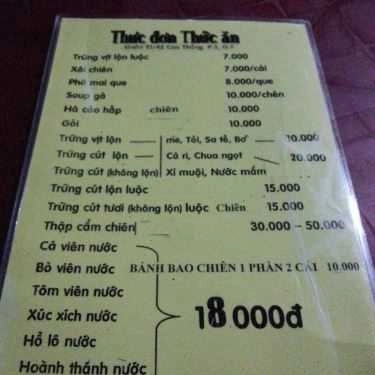 Thực đơn Thức ăn
Trứng vịt lộn luộc 7.000
Xôi chiên 7.000/cái
Phô mai que 8.000/que
Soup gà 10.000/chén
Há cảo hấp chiên 10.000
Gỏi 10.000
Trứng vịt lộn me, Tỏi, Sa tế, Bơ 10.000
Trứng cút lộn Cà ri, Chua ngọt 20.000
Trứng cút (không lộn) Xí muội, Nước mắm
Trứng cút lộn luộc 15.000
Trứng cút tươi (không lộn) luộc Chiên 15.000
Thập cẩm chiên 30.000 – 50.000
Cá viên nước
Bò viên nước BÁNH BAO CHIÊN 1 PHẦN 2 CÁI 10.000
Tôm viên nước
Xúc xích nước 18 000đ
Hồ lô nước
Hoành thánh nước